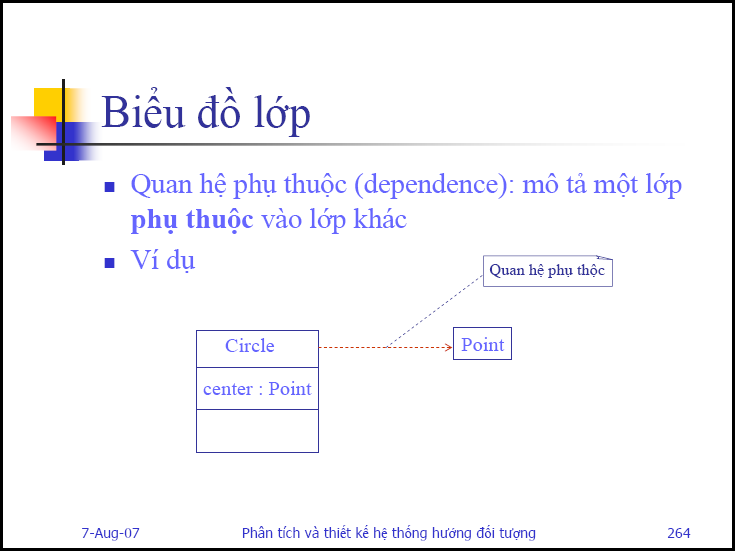 Biểu đồ lớp
Quan hệ phụ thuộc (dependence): mô tả một lớp
phụ thuộc vào lớp khác
Ví dụ
Quan hệ phụ thộc
Circle
Point
center : Point
7-Aug-07
Phân tích và thiết kế hệ thống hướng đối tượng
264